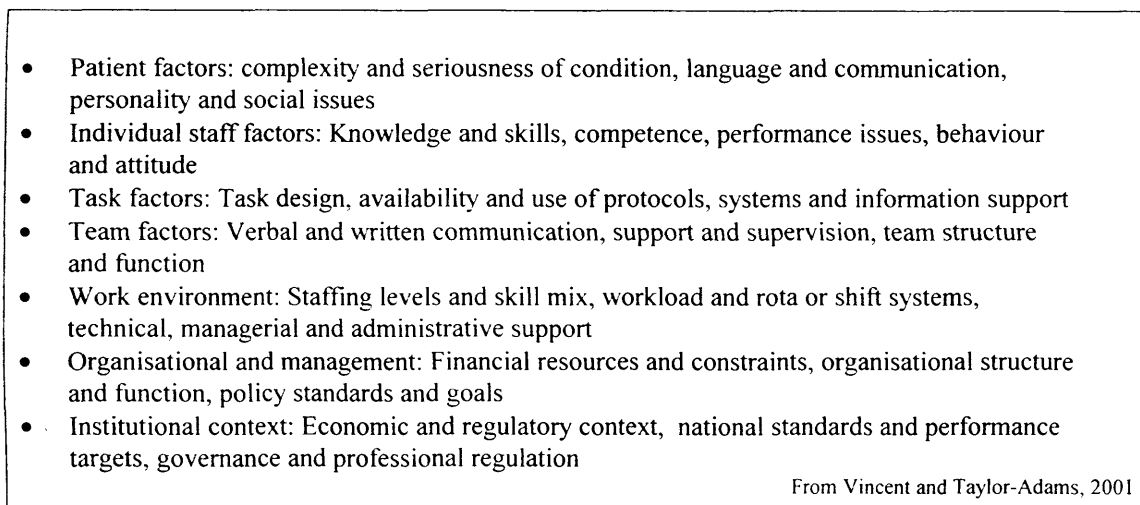 • Patient factors: complexity and seriousness of condition, language and communication,
personality and social issues
• Individual staff factors: Knowledge and skills, competence, performance issues, behaviour
and attitude
• Task factors: Task design, availability and use of protocols, systems and information support
• Team factors: Verbal and written communication, support and supervision, team structure
and function
• Work environment: Staffing levels and skill mix, workload and rota or shift systems,
technical, managerial and administrative support
• Organisational and management: Financial resources and constraints, organisational structure
and function, policy standards and goals
• Institutional context: Economic and regulatory context, national standards and performance
targets, governance and professional regulation
From Vincent and Taylor-Adams, 2001